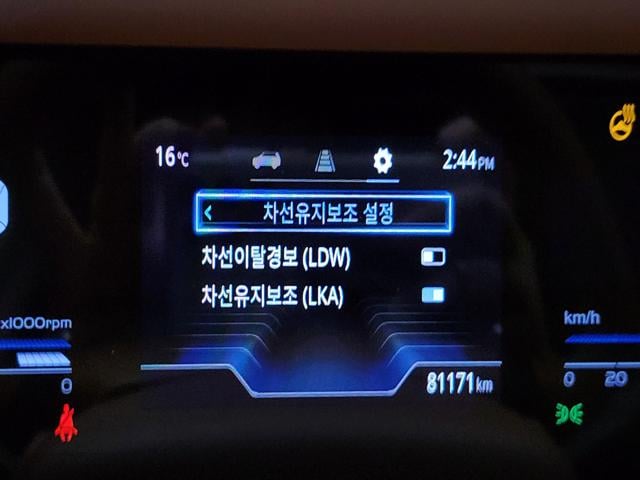 16℃
2:44PM
차선유지보조 설정
차선이탈경보 (LDW)
차선유지보조 (LKA)
x1000rpm
km/h
0
0 20
81171km